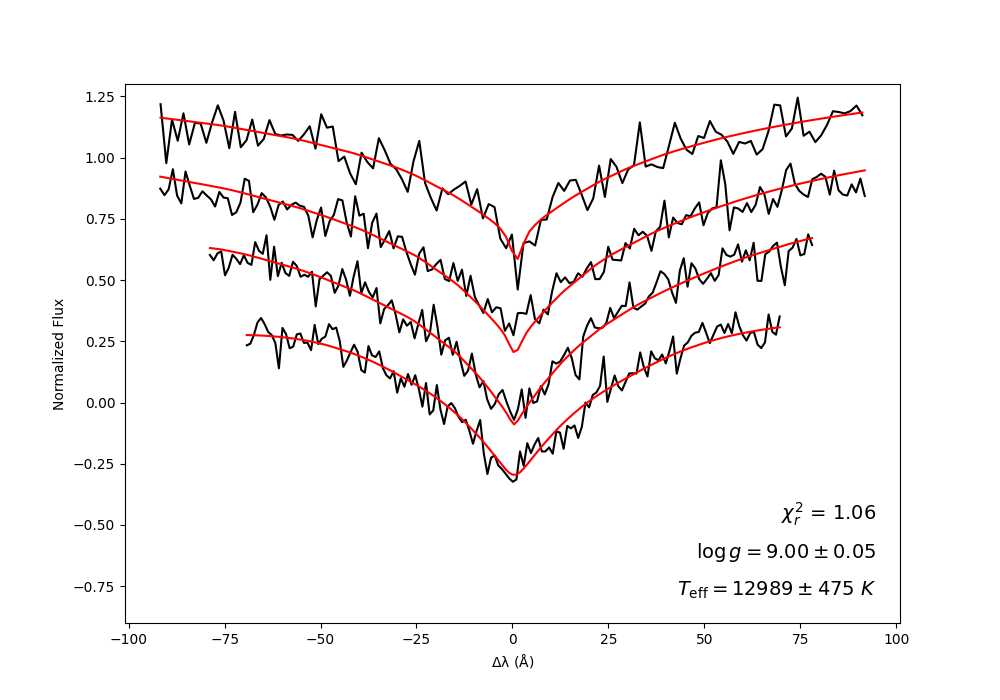 1.25
1.00
0.75
0.50
0.25
0.00
−0.25
−0.50
−0.75
Normalized Flux
χ²ᵣ = 1.06
log g = 9.00 ± 0.05
T_eff = 12989 ± 475 K
−100 −75 −50 −25 0 25 50 75 100
Δλ (Å)